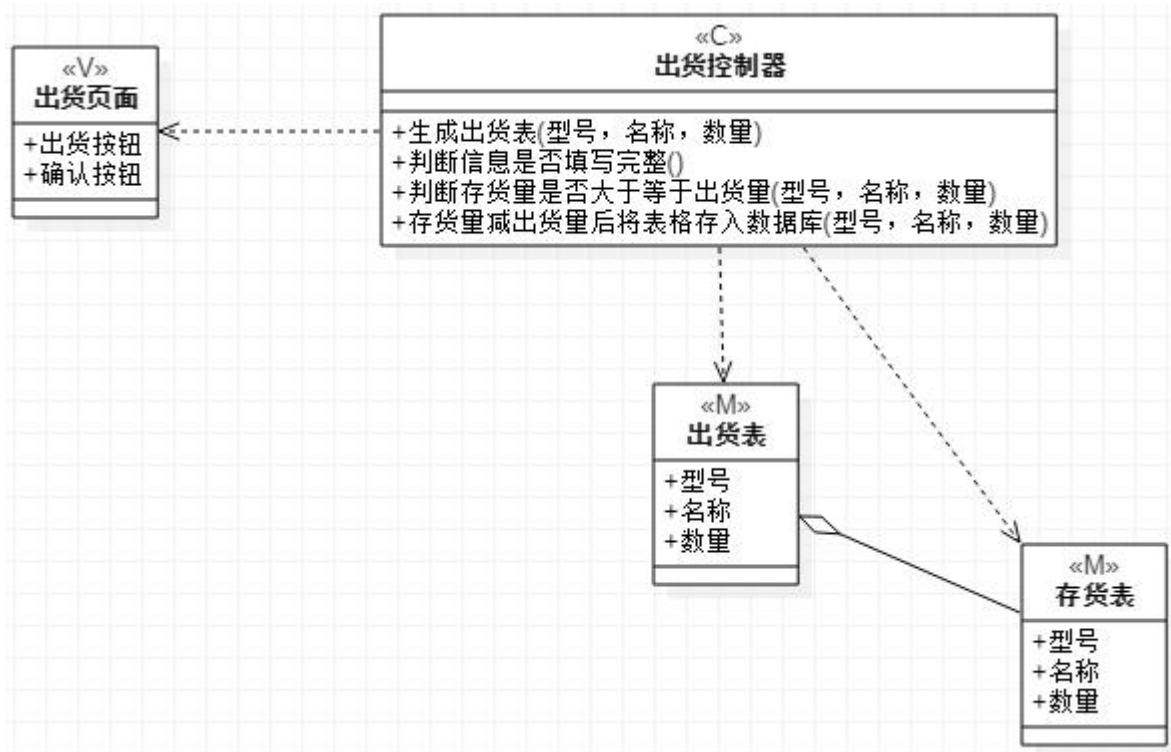 «V»
出货页面
+出货按钮
+确认按钮
«C»
出货控制器
+生成出货表(型号，名称，数量)
+判断信息是否填写完整()
+判断存货量是否大于等于出货量(型号，名称，数量)
+存货量减出货量后将表格存入数据库(型号，名称，数量)
«M»
出货表
+型号
+名称
+数量
«M»
存货表
+型号
+名称
+数量